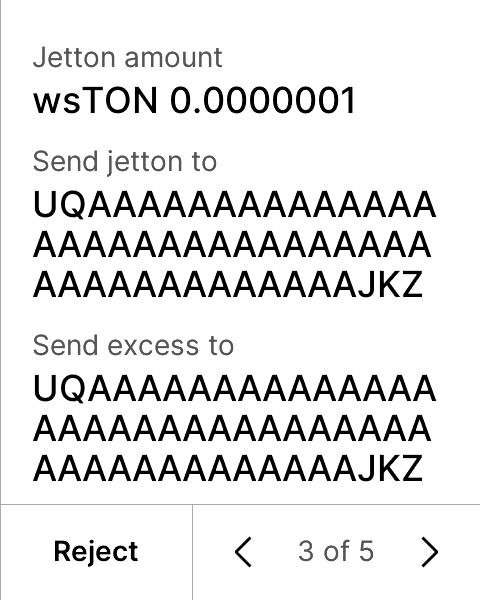 Jetton amount
wsTON 0.0000001
Send jetton to
UQAAAAAAAAAAAAAA
AAAAAAAAAAAAAAAA
AAAAAAAAAAAAAJKZ
Send excess to
UQAAAAAAAAAAAAAA
AAAAAAAAAAAAAAAA
AAAAAAAAAAAAAJKZ
Reject
3 of 5